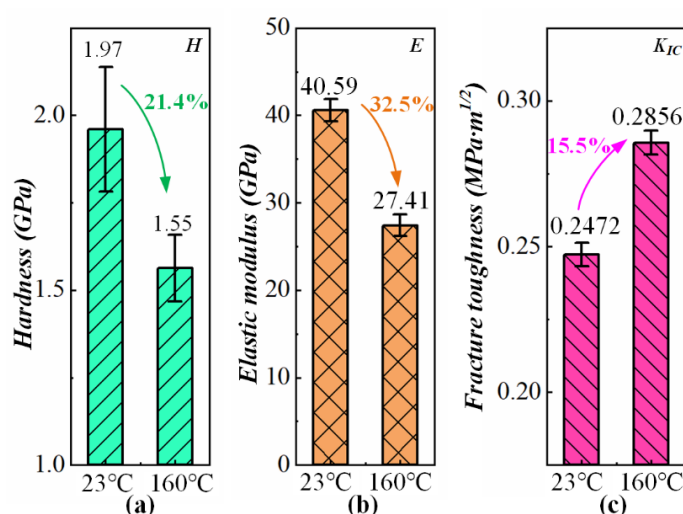 H
1.97
21.4%
2.0
1.55
1.5
1.0
Hardness (GPa)
23°C
160°C
(a)
E
50
40.59
32.5%
40
30
27.41
20
10
0
Elastic modulus (GPa)
23°C
160°C
(b)
K_IC
0.30
0.2856
15.5%
0.2472
0.25
0.20
Fracture toughness (MPa·m^1/2)
23°C
160°C
(c)